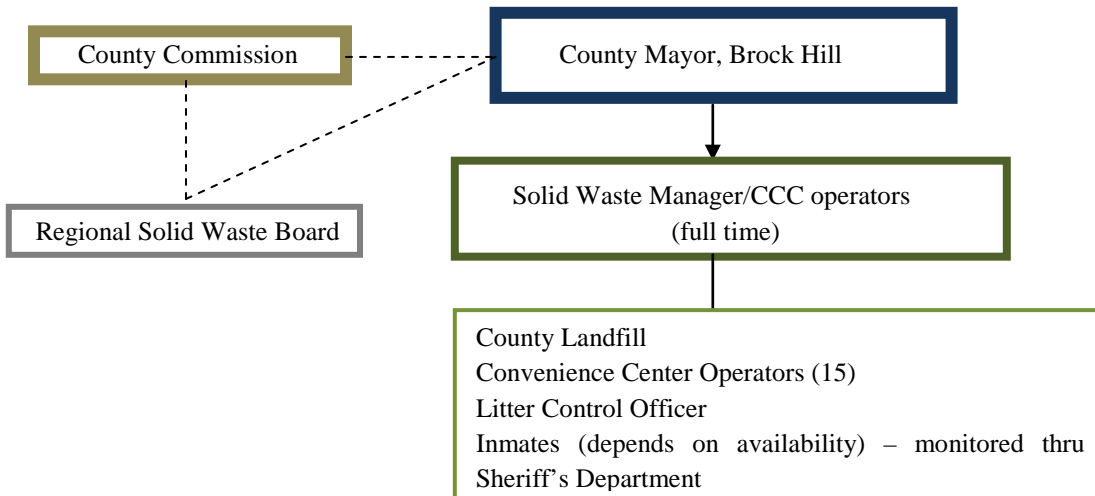 County Commission
County Mayor, Brock Hill
Regional Solid Waste Board
Solid Waste Manager/CCC operators
(full time)
County Landfill
Convenience Center Operators (15)
Litter Control Officer
Inmates (depends on availability) – monitored thru
Sheriff's Department